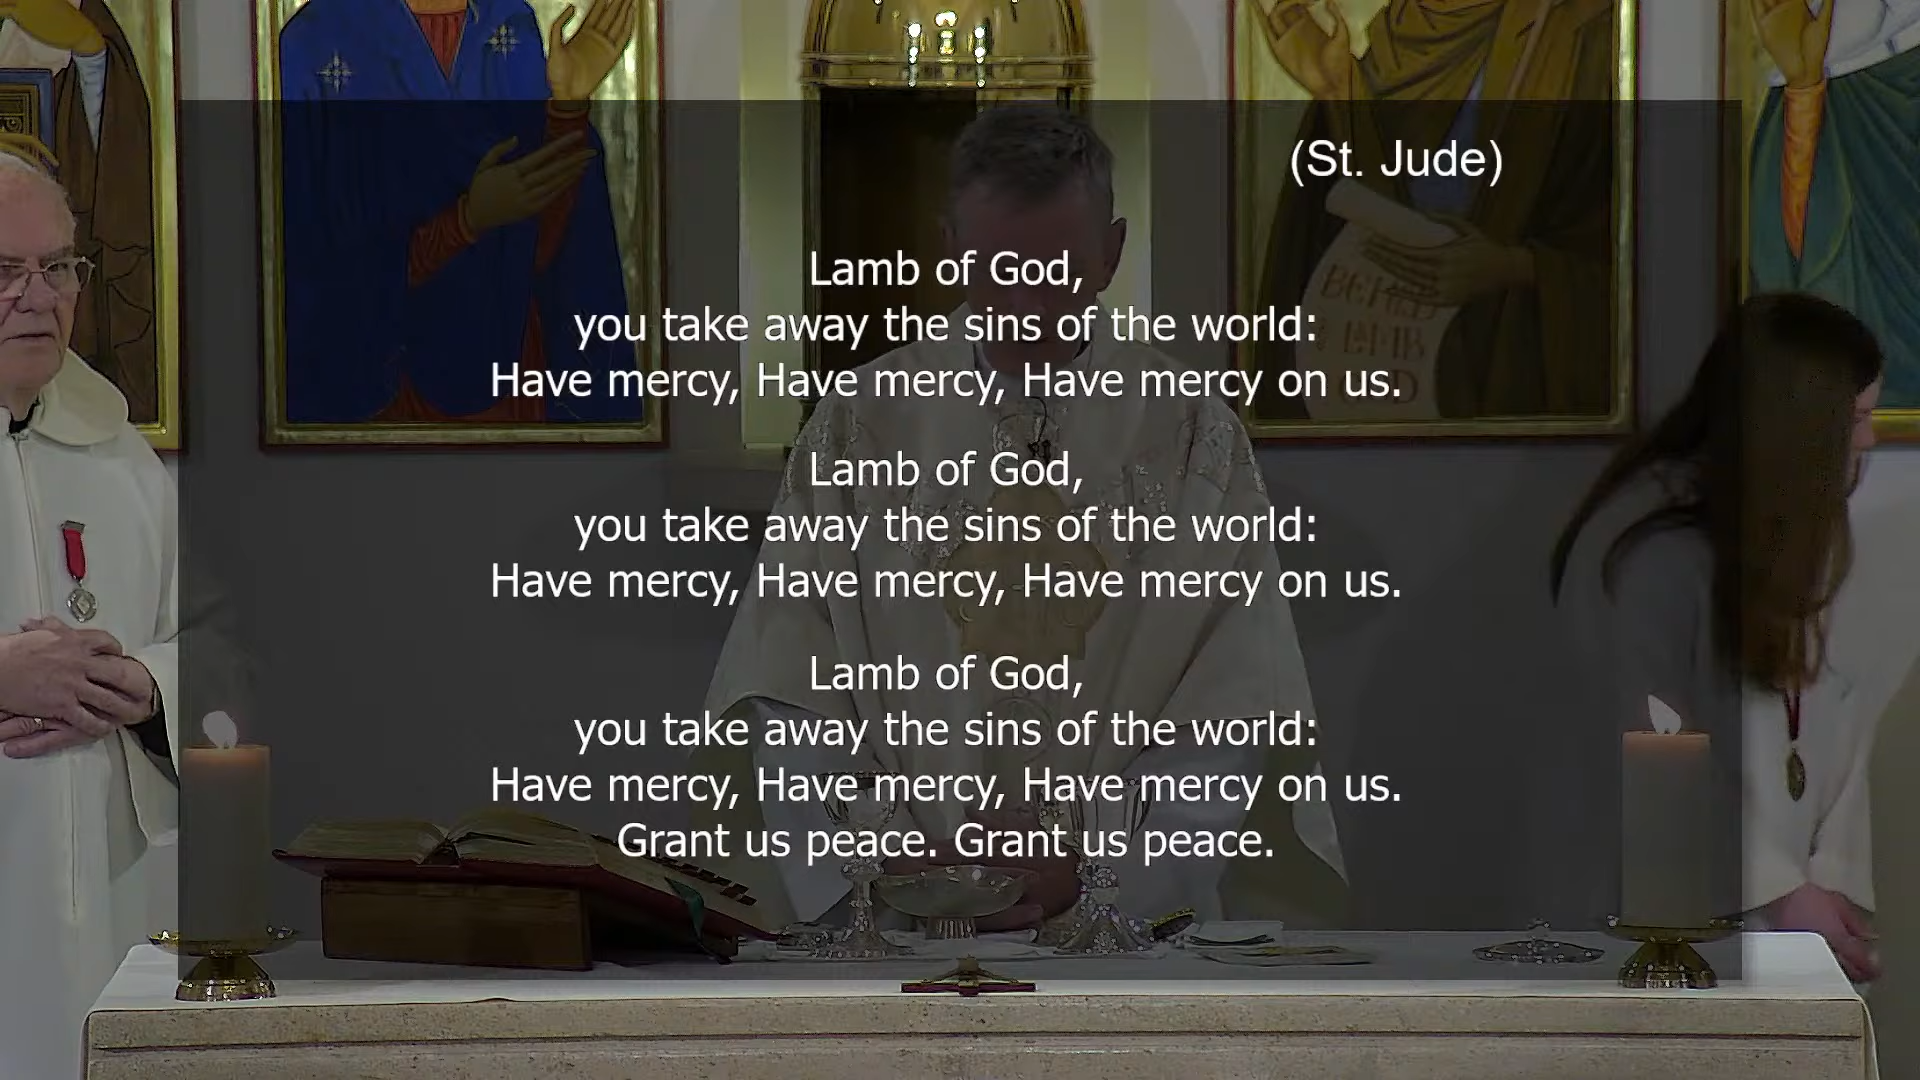 (St. Jude)
Lamb of God,
you take away the sins of the world:
Have mercy, Have mercy, Have mercy on us.
Lamb of God,
you take away the sins of the world:
Have mercy, Have mercy, Have mercy on us.
Lamb of God,
you take away the sins of the world:
Have mercy, Have mercy, Have mercy on us.
Grant us peace. Grant us peace.